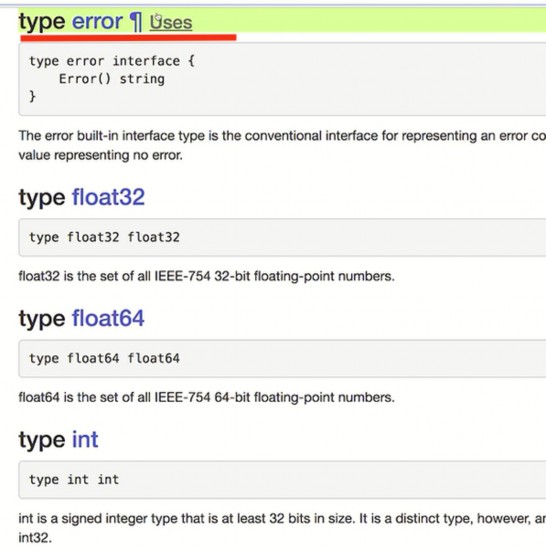 type error ¶ Uses
type error interface {
    Error() string
}
The error built-in interface type is the conventional interface for representing an error co
value representing no error.
type float32
type float32 float32
float32 is the set of all IEEE-754 32-bit floating-point numbers.
type float64
type float64 float64
float64 is the set of all IEEE-754 64-bit floating-point numbers.
type int
type int int
int is a signed integer type that is at least 32 bits in size. It is a distinct type, however, an
int32.